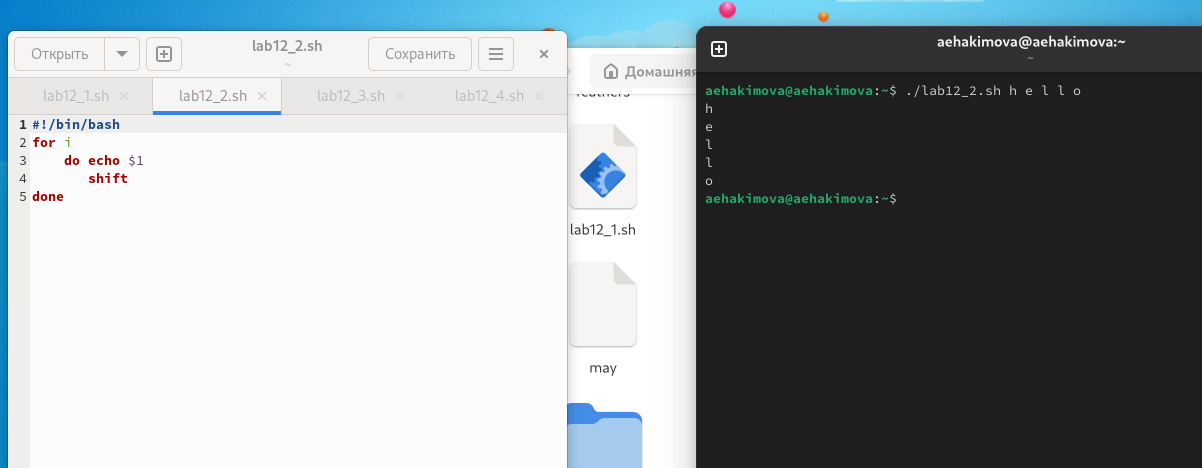 Открыть
lab12_2.sh
~
Сохранить
lab12_1.sh
lab12_2.sh
lab12_3.sh
lab12_4.sh
1 #!/bin/bash
2 for i
3 do echo $1
4 shift
5 done
Домашняя
feathers
lab12_1.sh
may
aehakimova@aehakimova:~
~
aehakimova@aehakimova:~$ ./lab12_2.sh h e l l o
h
e
l
l
o
aehakimova@aehakimova:~$